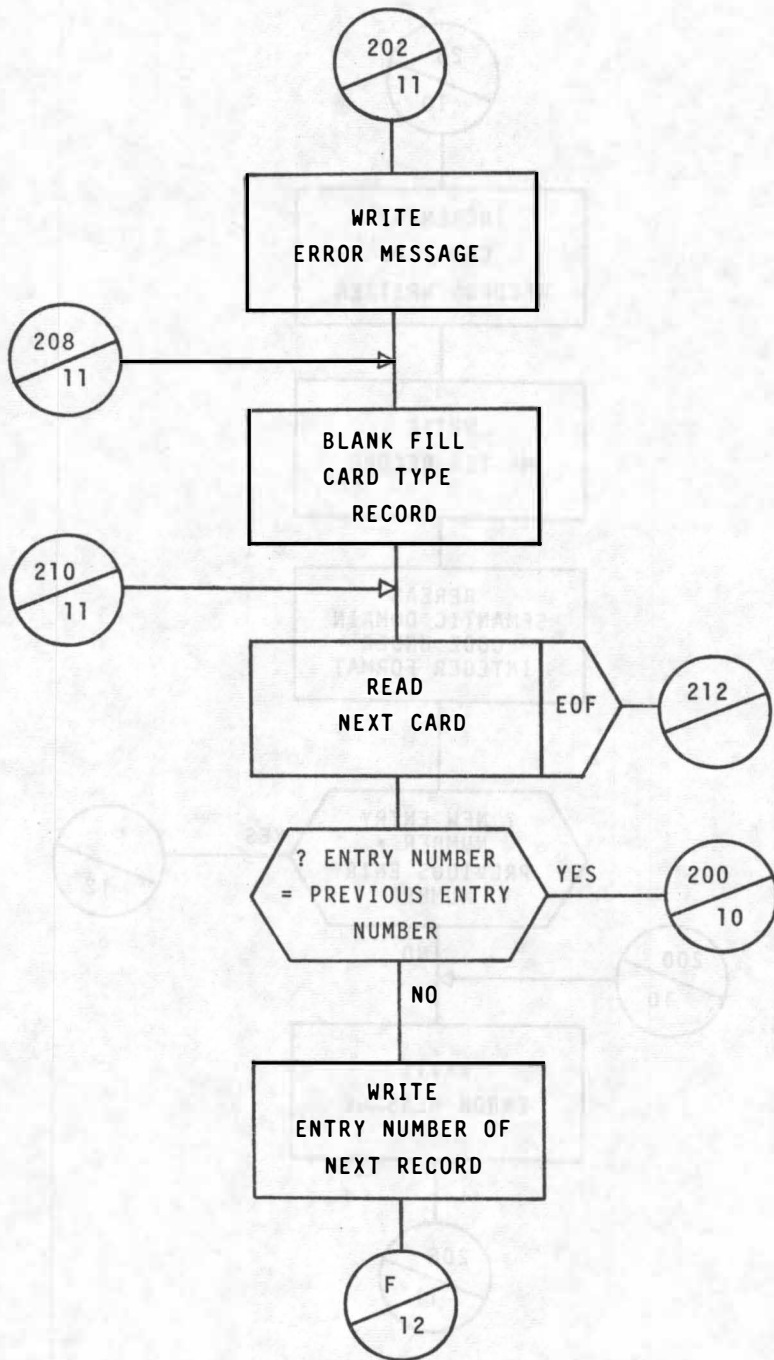 202
11
WRITE
ERROR MESSAGE
208
11
BLANK FILL
CARD TYPE
RECORD
210
11
READ
NEXT CARD
EOF
212
? ENTRY NUMBER
= PREVIOUS ENTRY
NUMBER
YES
200
10
NO
WRITE
ENTRY NUMBER OF
NEXT RECORD
F
12